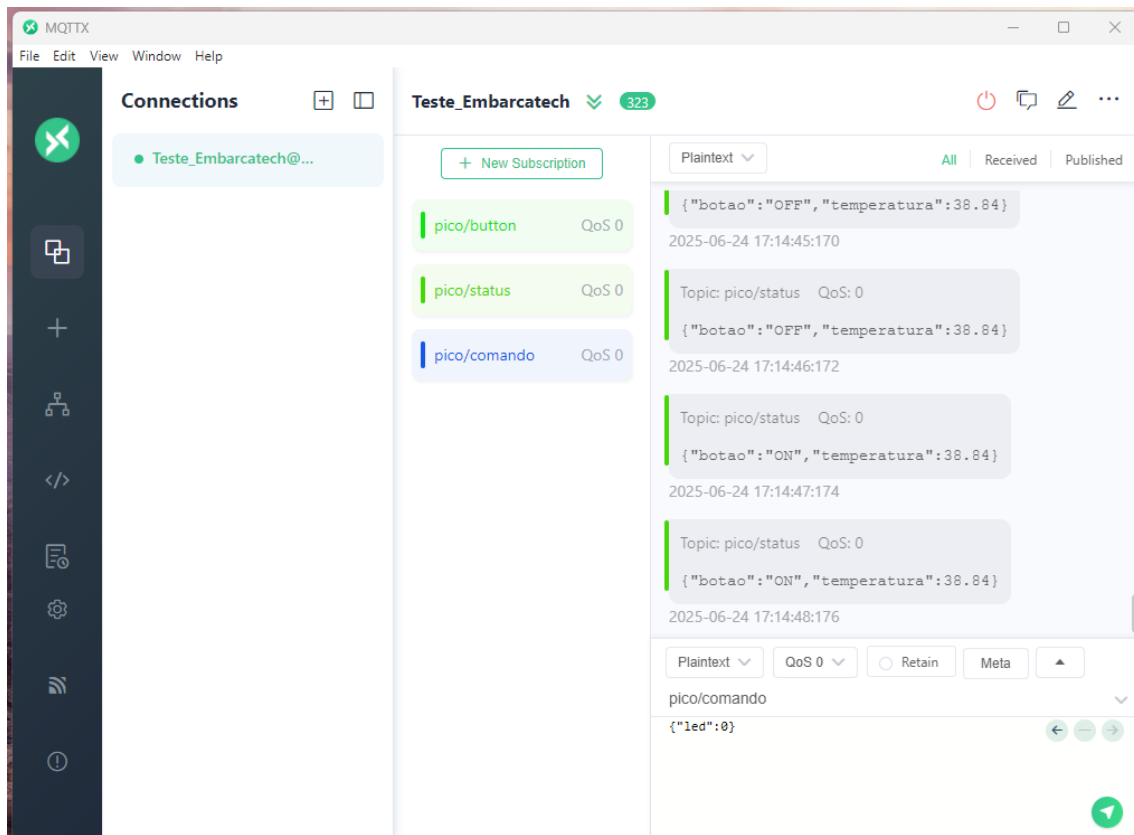 MQTTX
File Edit View Window Help
Connections
Teste_Embarcatech@...
Teste_Embarcatech 323
+ New Subscription
pico/button QoS 0
pico/status QoS 0
pico/comando QoS 0
Plaintext
All Received Published
{"botao":"OFF","temperatura":38.84}
2025-06-24 17:14:45:170
Topic: pico/status QoS: 0
{"botao":"OFF","temperatura":38.84}
2025-06-24 17:14:46:172
Topic: pico/status QoS: 0
{"botao":"ON","temperatura":38.84}
2025-06-24 17:14:47:174
Topic: pico/status QoS: 0
{"botao":"ON","temperatura":38.84}
2025-06-24 17:14:48:176
Plaintext QoS 0 Retain Meta
pico/comando
{"led":0}